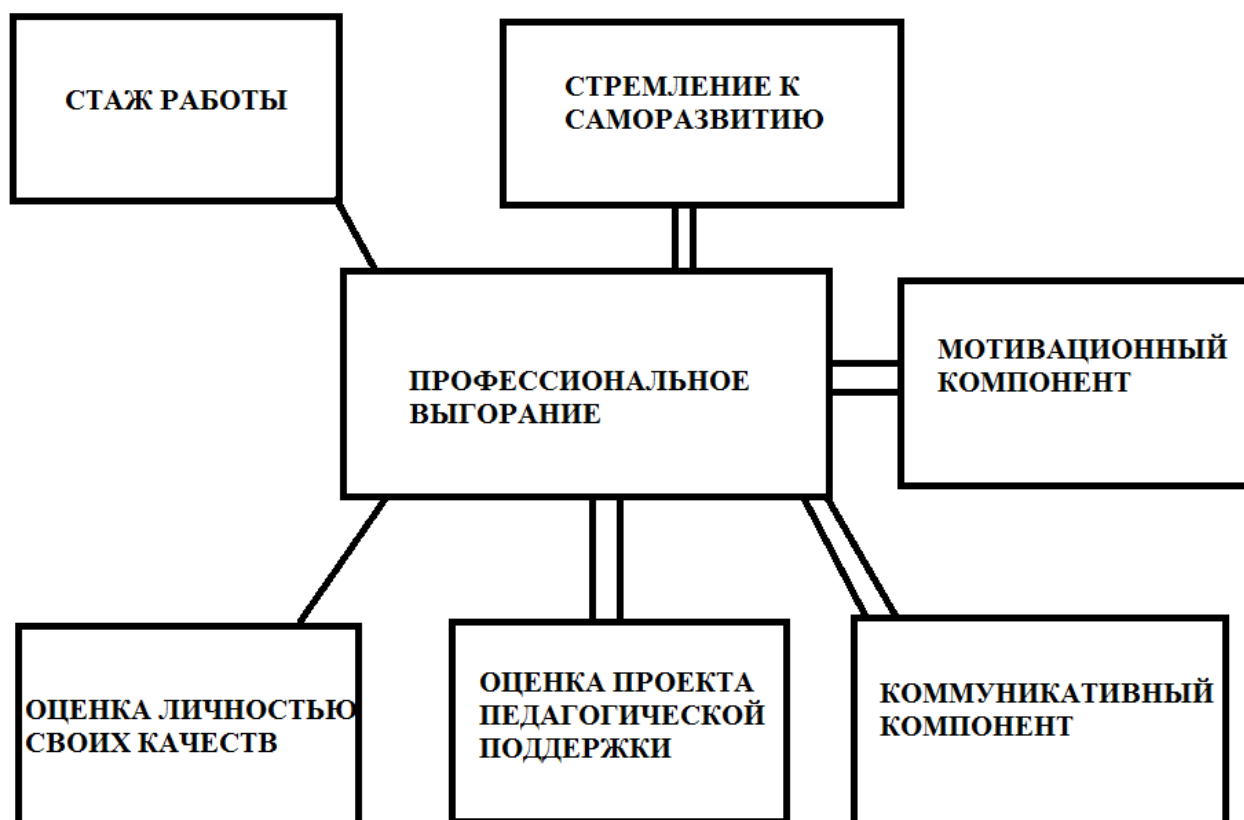 СТАЖ РАБОТЫ
СТРЕМЛЕНИЕ К
САМОРАЗВИТИЮ
ПРОФЕССИОНАЛЬНОЕ
ВЫГОРАНИЕ
МОТИВАЦИОННЫЙ
КОМПОНЕНТ
ОЦЕНКА ЛИЧНОСТЬЮ
СВОИХ КАЧЕСТВ
ОЦЕНКА ПРОЕКТА
ПЕДАГОГИЧЕСКОЙ
ПОДДЕРЖКИ
КОММУНИКАТИВНЫЙ
КОМПОНЕНТ